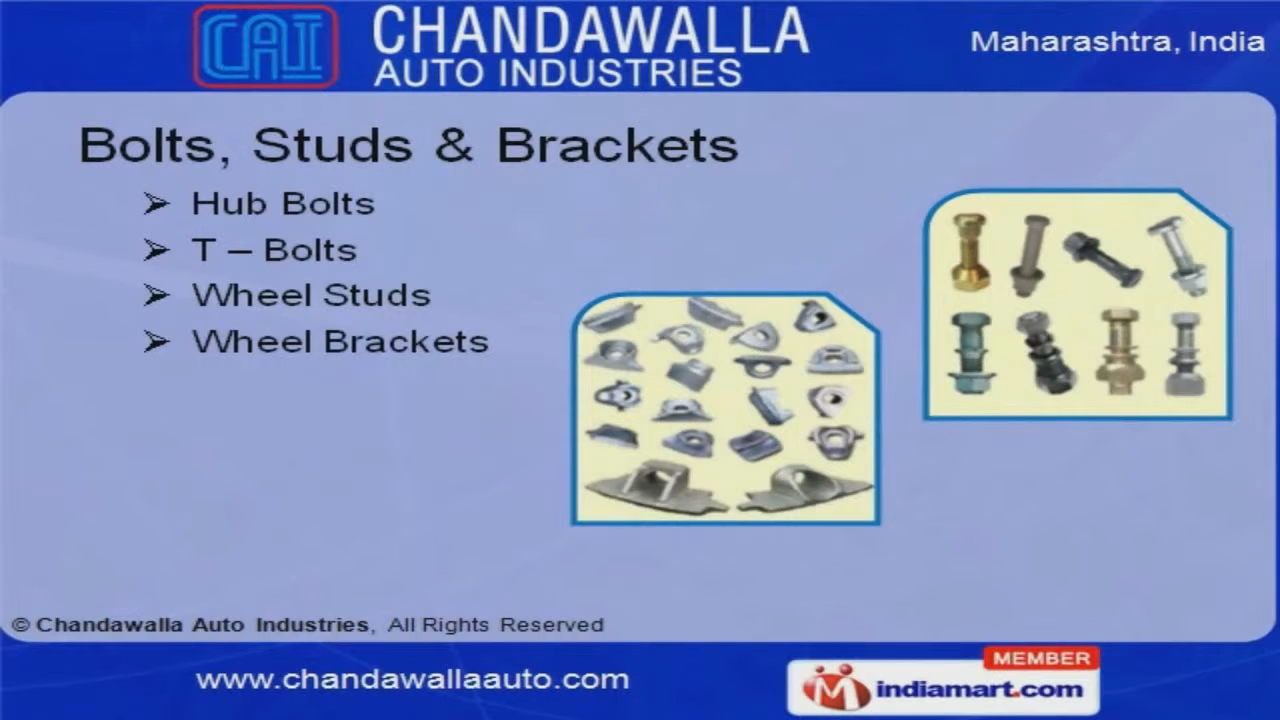 CAI
CHANDAWALLA
AUTO INDUSTRIES
Maharashtra, India
Bolts, Studs & Brackets
➢ Hub Bolts
➢ T – Bolts
➢ Wheel Studs
➢ Wheel Brackets
© Chandawalla Auto Industries, All Rights Reserved
www.chandawallaauto.com
MEMBER
indiamart.com